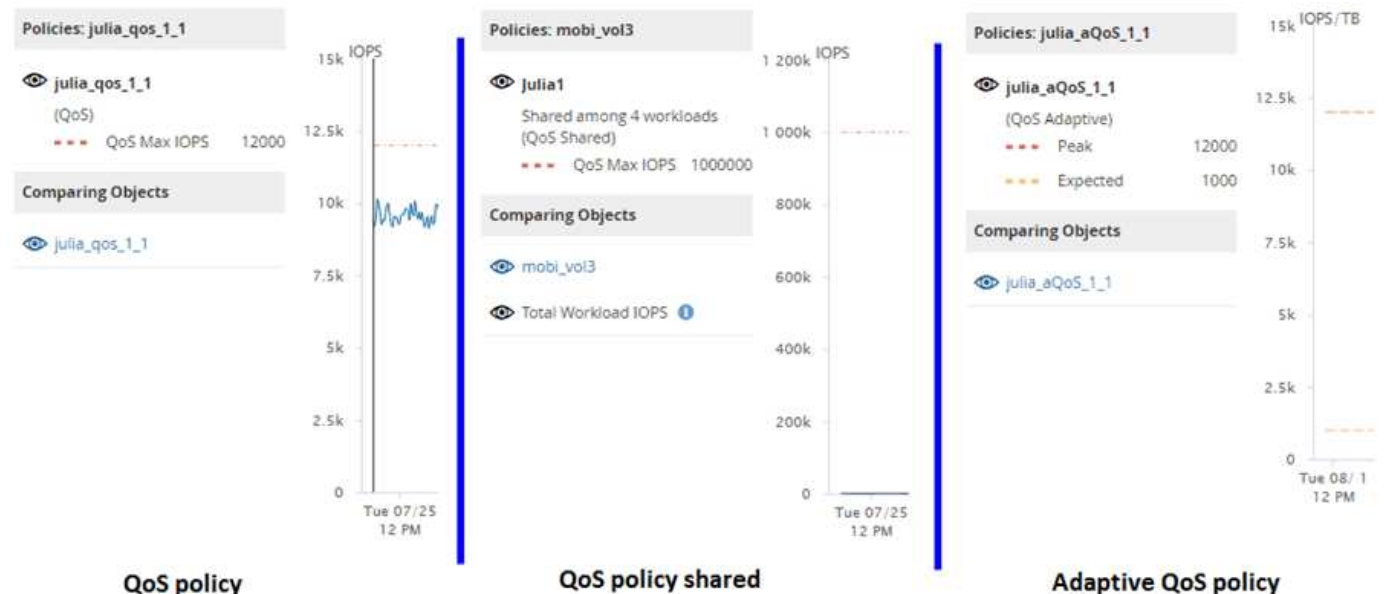 Policies: julia_qos_1_1
julia_qos_1_1
(QoS)
QoS Max IOPS 12000
Comparing Objects
julia_qos_1_1
IOPS
15k
12.5k
10k
7.5k
5k
2.5k
0
Tue 07/25
12 PM
QoS policy
Policies: mobi_vol3
Julia1
Shared among 4 workloads
(QoS Shared)
QoS Max IOPS 1000000
Comparing Objects
mobi_vol3
Total Workload IOPS i
IOPS
1 200k
1 000k
800k
600k
400k
200k
0
Tue 07/25
12 PM
QoS policy shared
Policies: julia_aQoS_1_1
julia_aQoS_1_1
(QoS Adaptive)
Peak 12000
Expected 1000
Comparing Objects
julia_aQoS_1_1
IOPS/TB
15k
12.5k
10k
7.5k
5k
2.5k
0
Tue 08/ 1
12 PM
Adaptive QoS policy